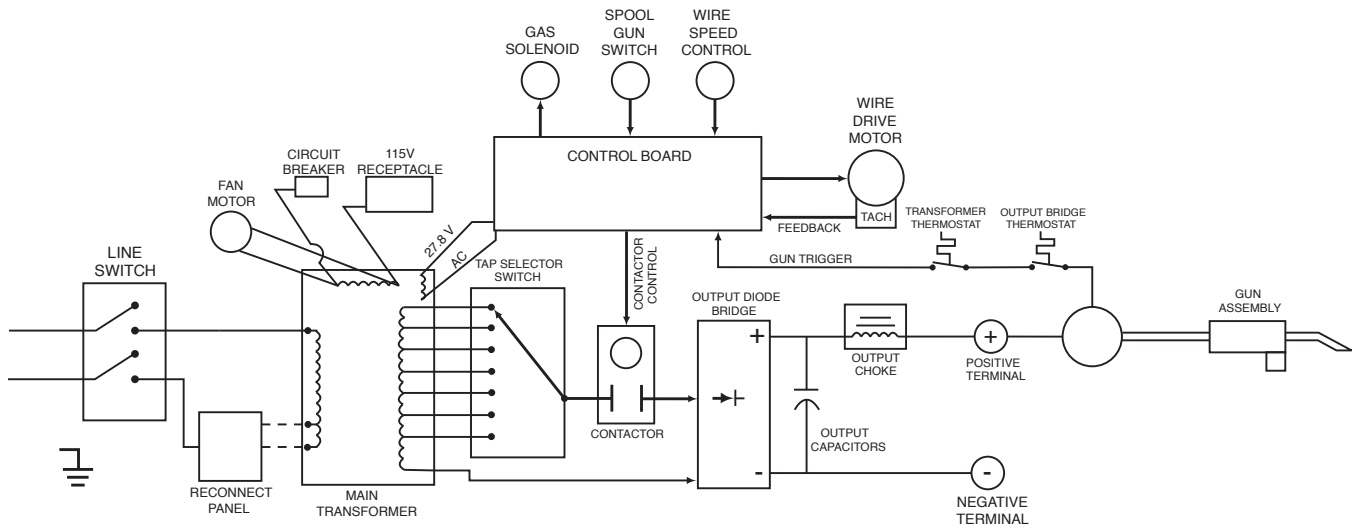 GAS
SOLENOID
SPOOL
GUN
SWITCH
WIRE
SPEED
CONTROL
WIRE
DRIVE
MOTOR
CONTROL BOARD
CIRCUIT
BREAKER
115V
RECEPTACLE
FAN
MOTOR
TACH
FEEDBACK
TRANSFORMER
THERMOSTAT
OUTPUT BRIDGE
THERMOSTAT
27.8 V
AC
GUN TRIGGER
LINE
SWITCH
TAP SELECTOR
SWITCH
CONTACTOR
CONTROL
OUTPUT DIODE
BRIDGE
GUN
ASSEMBLY
+
+
OUTPUT
CHOKE
POSITIVE
TERMINAL
CONTACTOR
OUTPUT
CAPACITORS
-
-
RECONNECT
PANEL
MAIN
TRANSFORMER
NEGATIVE
TERMINAL